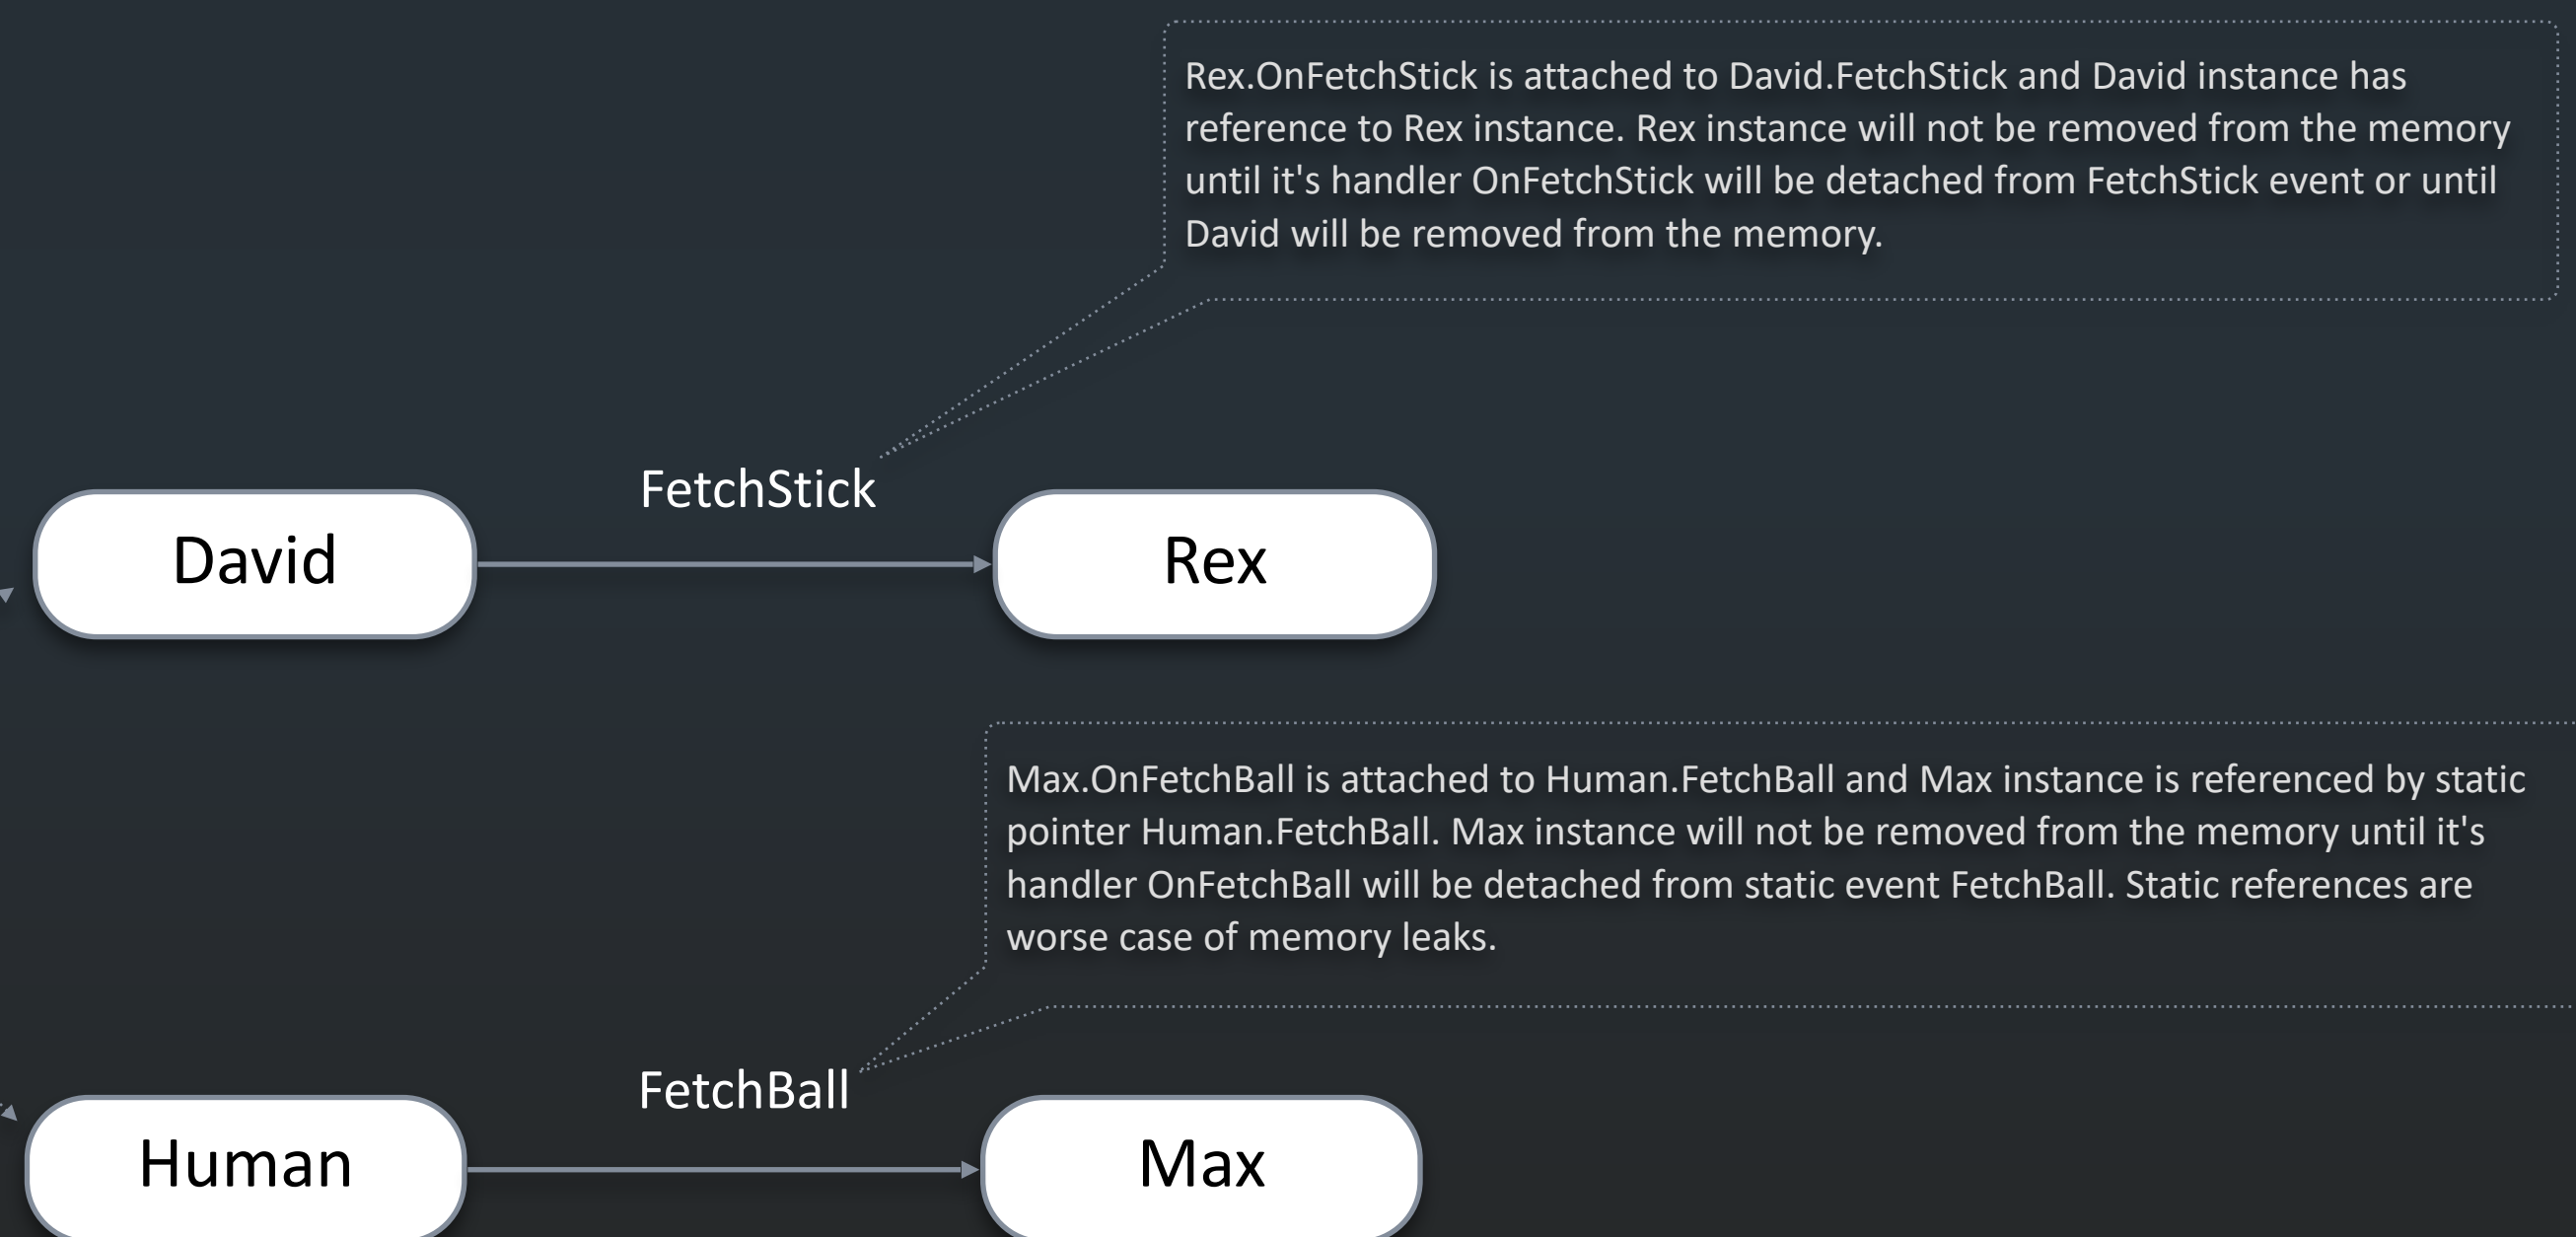 Rex.OnFetchStick is attached to David.FetchStick and David instance has
reference to Rex instance. Rex instance will not be removed from the memory
until it's handler OnFetchStick will be detached from FetchStick event or until
David will be removed from the memory.
FetchStick
David
Rex
Max.OnFetchBall is attached to Human.FetchBall and Max instance is referenced by static
pointer Human.FetchBall. Max instance will not be removed from the memory until it's
handler OnFetchBall will be detached from static event FetchBall. Static references are
worse case of memory leaks.
FetchBall
Human
Max